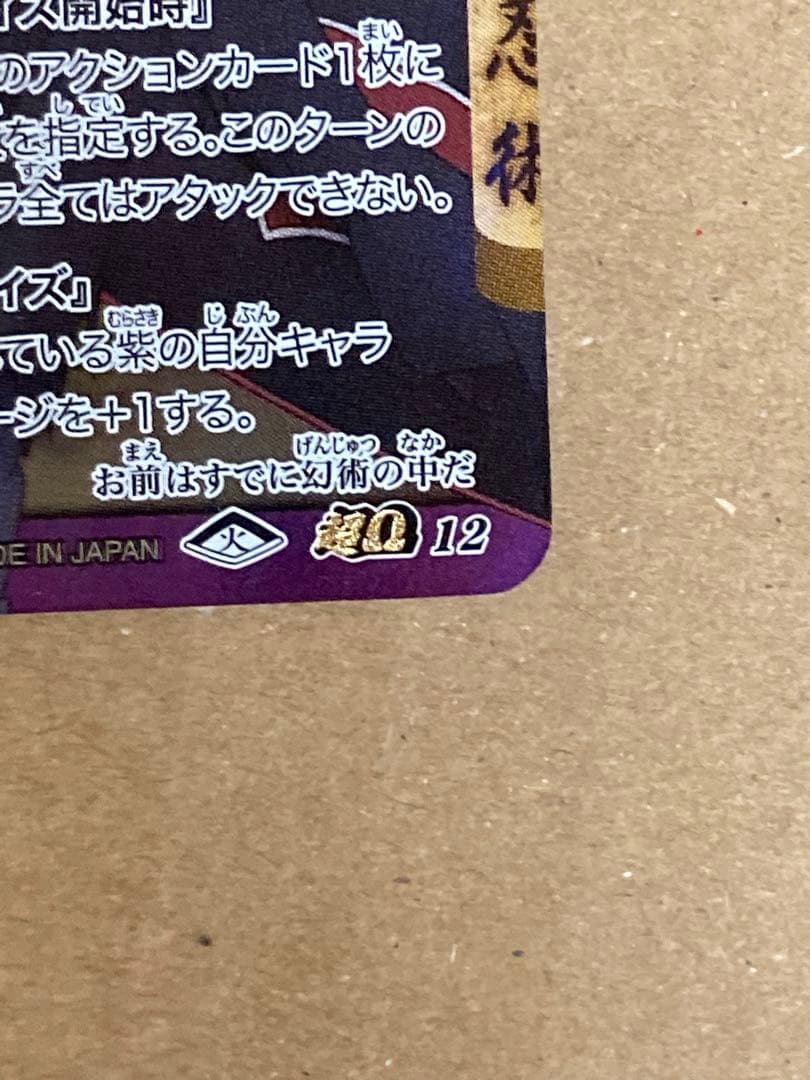 イズ開始時』
のアクションカード1枚に
を指定する。このターンの
ラ全てはアタックできない。
忍術
イズ』
ている紫の自分キャラ
ージを+1する。
お前はすでに幻術の中だ
DE IN JAPAN 火 超Ω 12